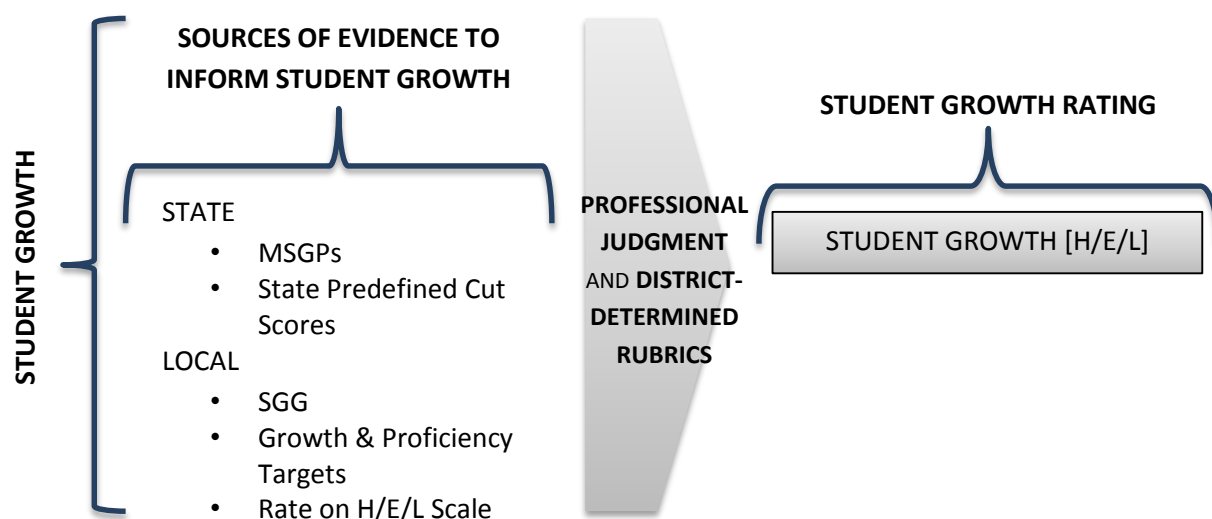 STUDENT GROWTH
SOURCES OF EVIDENCE TO
INFORM STUDENT GROWTH
STATE
• MSGPs
• State Predefined Cut
Scores
LOCAL
• SGG
• Growth & Proficiency
Targets
• Rate on H/E/L Scale
PROFESSIONAL
JUDGMENT
AND DISTRICT-
DETERMINED
RUBRICS
STUDENT GROWTH RATING
STUDENT GROWTH [H/E/L]